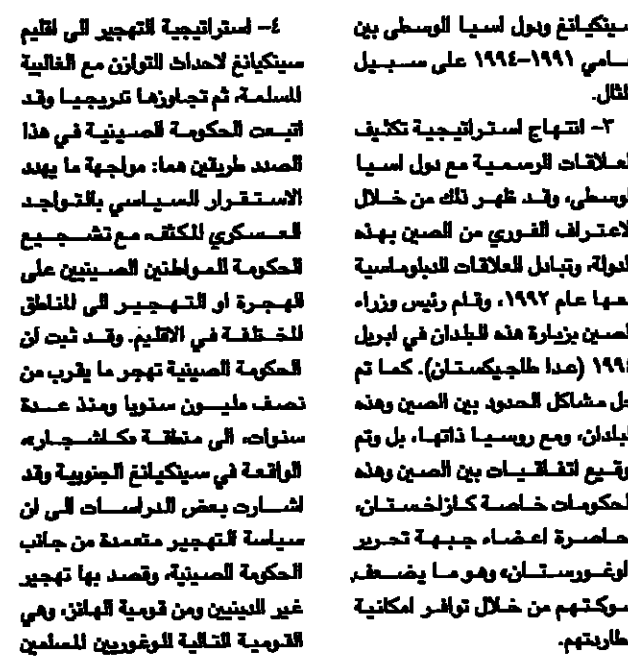 سينكيانغ ودول اسيا الوسطى بين
عامي ١٩٩١–١٩٩٤ على سبيل
المثال.
٣– انتهاج استراتيجية تكثيف
العلاقات الرسمية مع دول اسيا
الوسطى، وقد ظهر ذلك من خلال
الاعتراف الفوري من الصين بهذه
الدولة، وتبادل العلاقات الدبلوماسية
معها عام ١٩٩٢، وقام رئيس وزراء
الصين بزيارة هذه البلدان في ابريل
١٩٩٤ (عدا طاجيكستان). كما تم
حل مشاكل الحدود بين الصين وهذه
البلدان، ومع روسيا ذاتها، بل وتم
توقيع اتفاقيات بين الصين وهذه
الحكومات خاصة كازاخستان،
محاصرة اعضاء جبهة تحرير
اوغورستان، وهو ما يضعف
شوكتهم من خلال توافر امكانية
مطاردتهم.
٤– استراتيجية التهجير الى اقليم
سينكيانغ لاحداث التوازن مع الغالبية
المسلمة، ثم تجاوزها تدريجيا وقد
اتبعت الحكومة الصينية في هذا
الصدد طريقين هما: مواجهة ما يهدد
الاستقرار السياسي بالتواجد
العسكري المكثف، مع تشجيع
الحكومة للمواطنين الصينيين على
الهجرة او التهجير الى المناطق
المختلفة في الاقليم. وقد ثبت ان
الحكومة الصينية تهجر ما يقرب من
نصف مليون سنويا ومنذ عدة
سنوات، الى منطقة «كاشجار»
الواقعة في سينكيانغ الجنوبية وقد
اشارت بعض الدراسات الى ان
سياسة التهجير متعمدة من جانب
الحكومة الصينية، وقصد بها تهجير
غير الدينيين ومن قومية الهانز، وهي
القومية التالية للوغوريين المسلمين